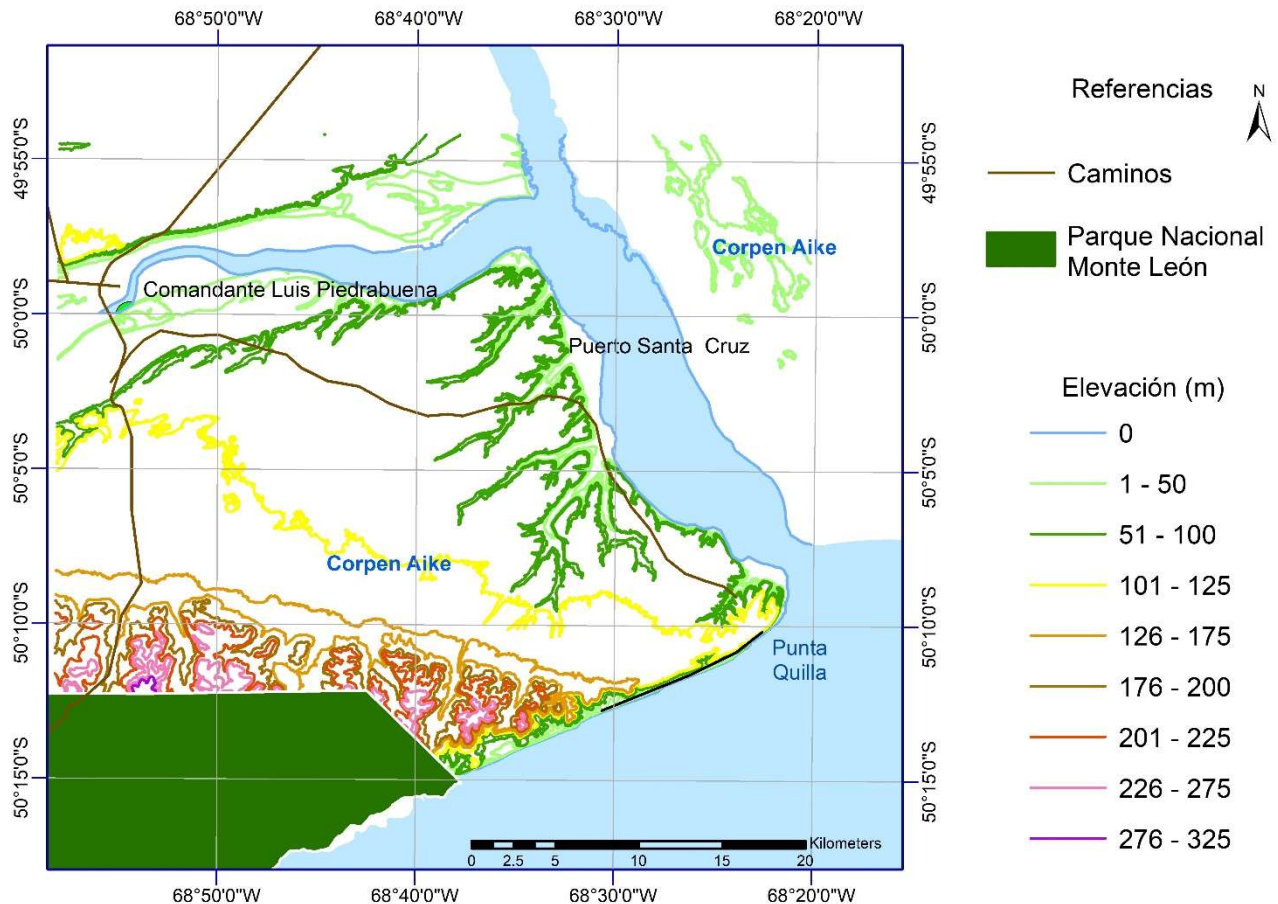 68°50'0"W 68°40'0"W 68°30'0"W 68°20'0"W
49°55'0"S
50°0'0"S
50°5'0"S
50°10'0"S
50°15'0"S
Corpen Aike
Comandante Luis Piedrabuena
Puerto Santa Cruz
Corpen Aike
Punta
Quilla
Kilometers
0 2.5 5 10 15 20
49°55'0"S
50°0'0"S
50°5'0"S
50°10'0"S
50°15'0"S
68°50'0"W 68°40'0"W 68°30'0"W 68°20'0"W
Referencias
N
Caminos
Parque Nacional
Monte León
Elevación (m)
0
1 - 50
51 - 100
101 - 125
126 - 175
176 - 200
201 - 225
226 - 275
276 - 325